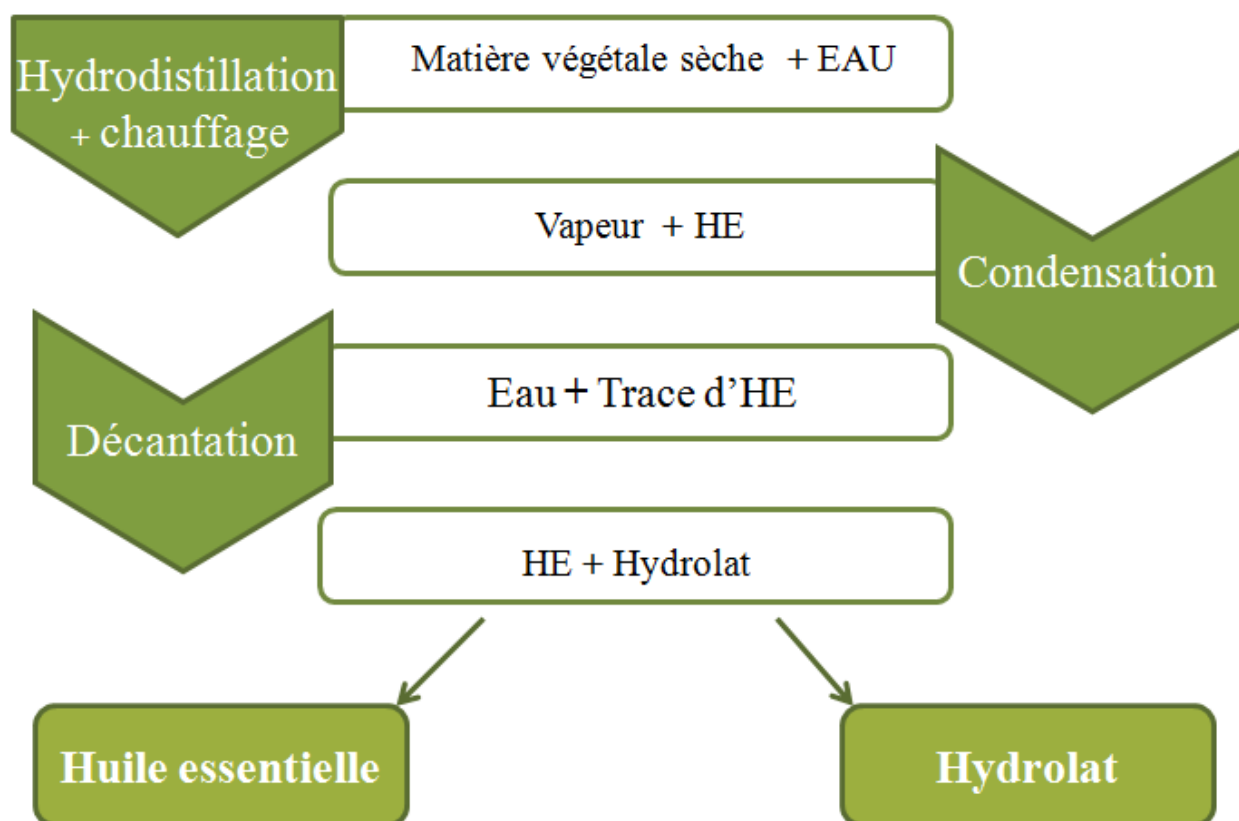 Hydrodistillation
+ chauffage
Matière végétale sèche + EAU
Vapeur + HE
Condensation
Eau + Trace d’HE
Décantation
HE + Hydrolat
Huile essentielle
Hydrolat